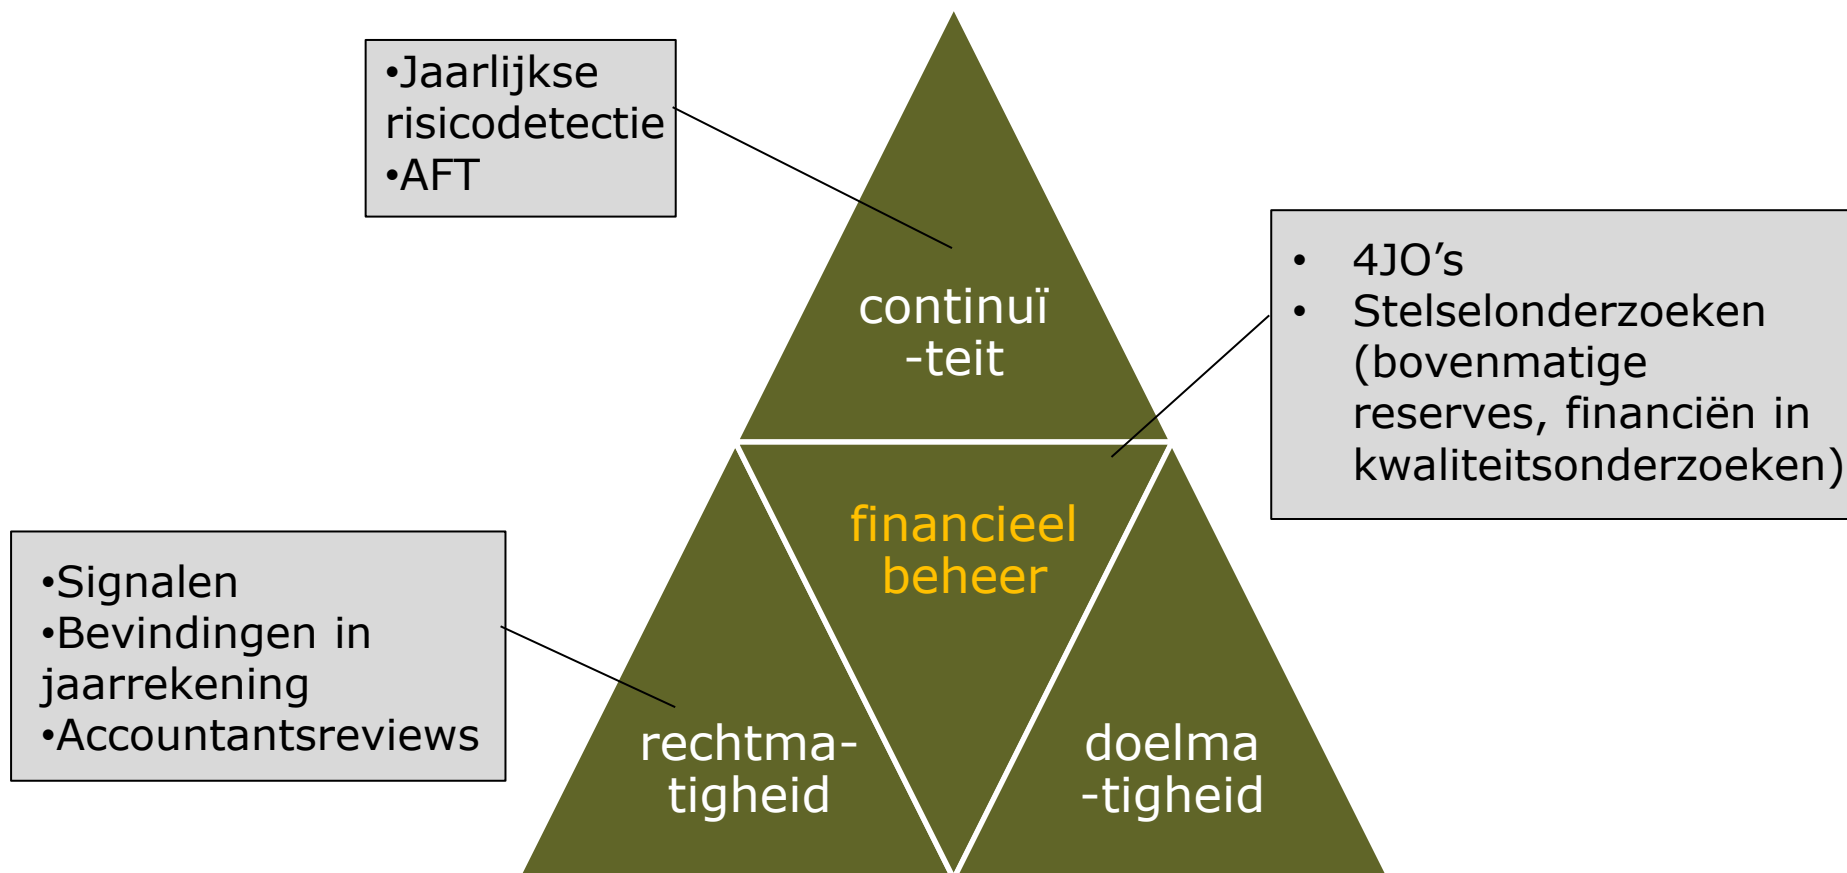 •Jaarlijkse
risicodetectie
•AFT
• 4JO’s
• Stelselonderzoeken
(bovenmatige
reserves, financiën in
kwaliteitsonderzoeken)
continuï
-teit
financieel
beheer
•Signalen
•Bevindingen in
jaarrekening
•Accountantsreviews
rechtma-
tigheid
doelma
-tigheid